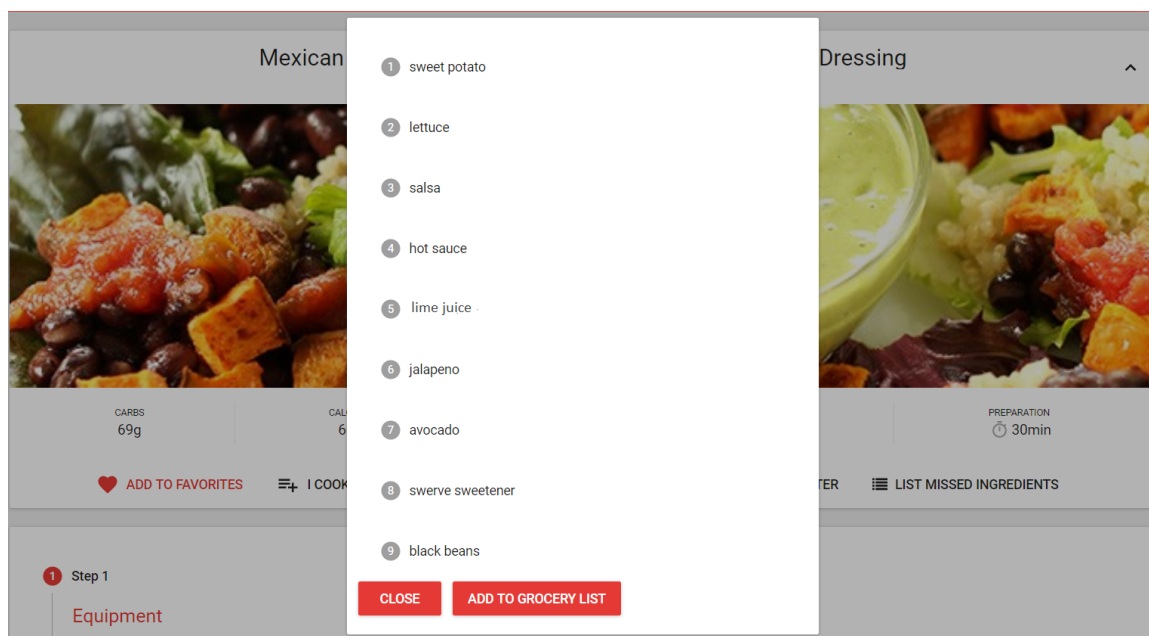 Mexican
Dressing
1 sweet potato
2 lettuce
3 salsa
4 hot sauce
5 lime juice
6 jalapeno
7 avocado
8 swerve sweetener
9 black beans
CLOSE ADD TO GROCERY LIST
CARBS
69g
PREPARATION
30min
ADD TO FAVORITES
LIST MISSED INGREDIENTS
1 Step 1
Equipment